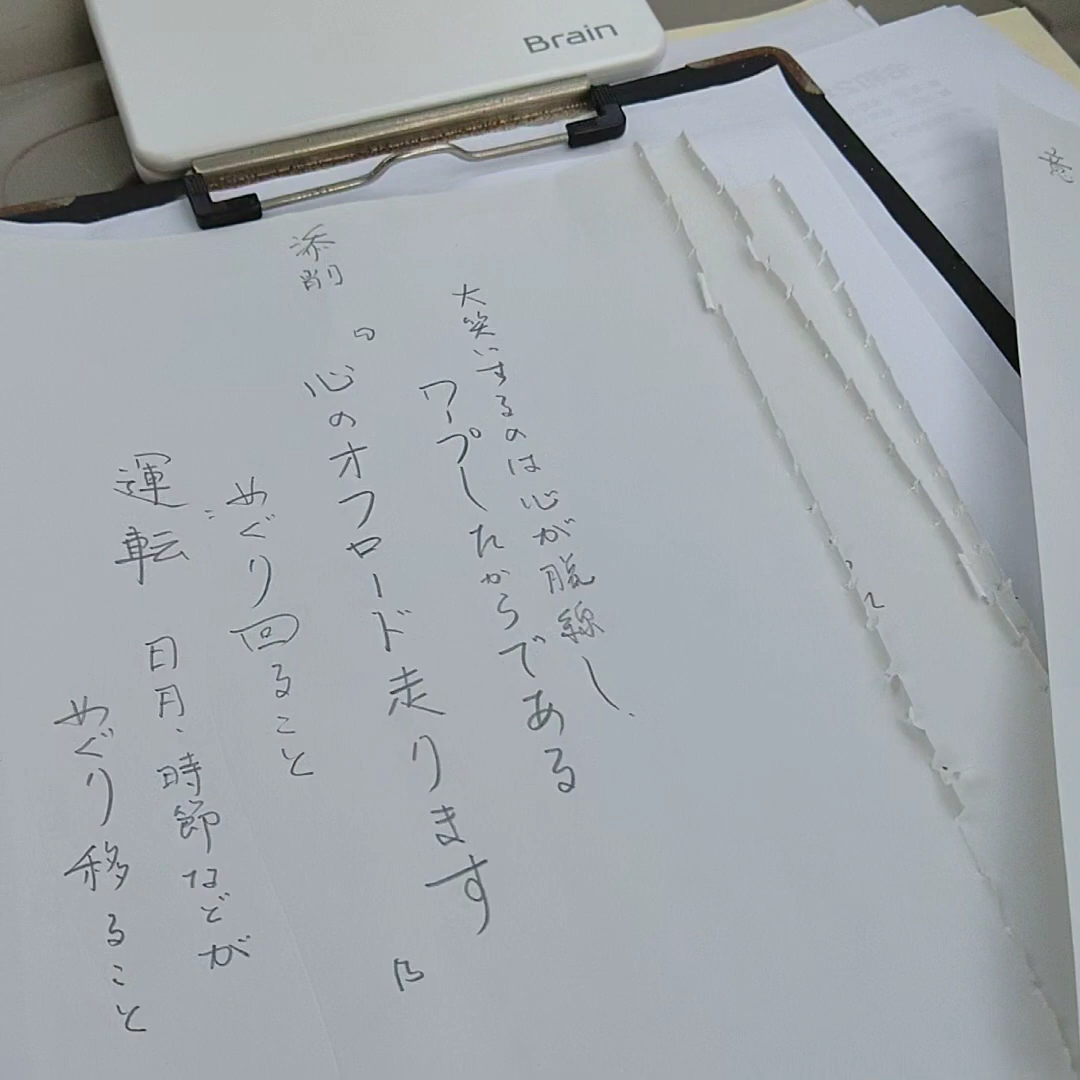 Brain
大笑いするのは心が脱線し、
ワープしたからである
添削
『心のオフロード走ります
めぐり回ること
運転
日月、時節などが
めぐり移ること